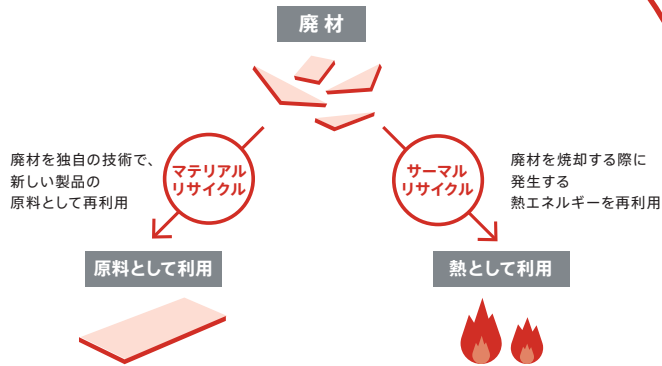 廃材
廃材を独自の技術で、
新しい製品の
原料として再利用
マテリアル
リサイクル
サーマル
リサイクル
廃材を焼却する際に
発生する
熱エネルギーを再利用
原料として利用
熱として利用